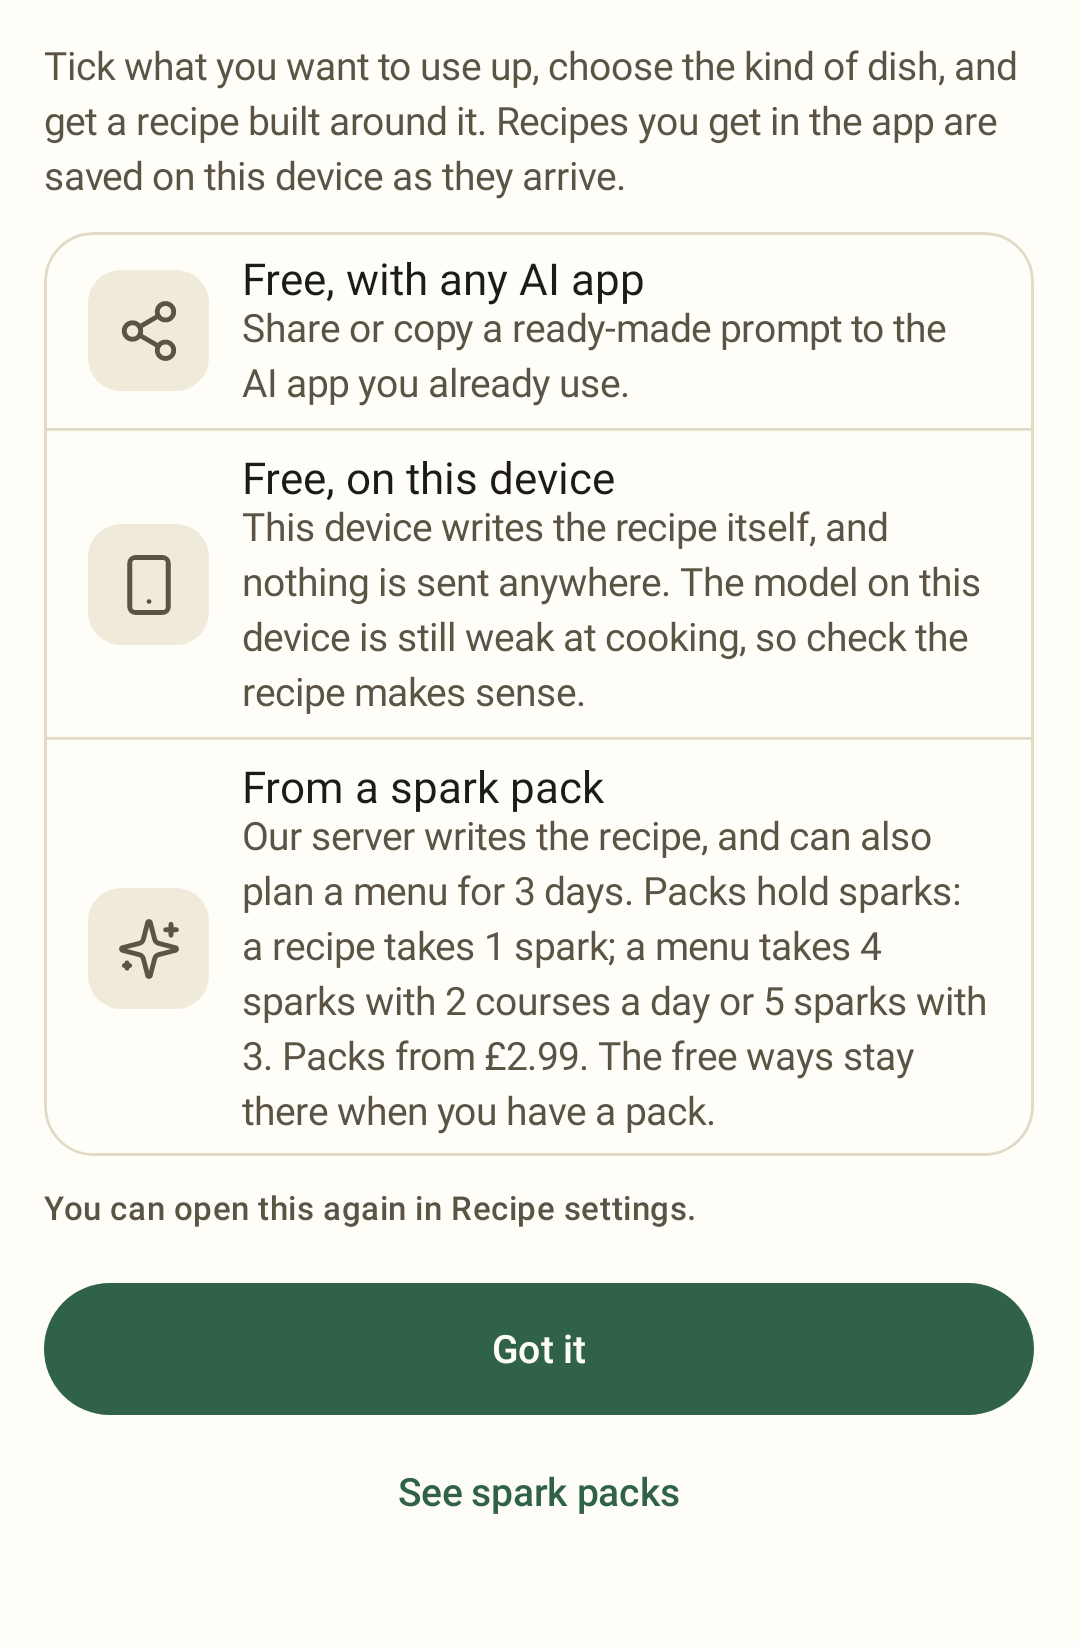 Tick what you want to use up, choose the kind of dish, and
get a recipe built around it. Recipes you get in the app are
saved on this device as they arrive.
Free, with any AI app
Share or copy a ready-made prompt to the
AI app you already use.
Free, on this device
This device writes the recipe itself, and
nothing is sent anywhere. The model on this
device is still weak at cooking, so check the
recipe makes sense.
From a spark pack
Our server writes the recipe, and can also
plan a menu for 3 days. Packs hold sparks:
a recipe takes 1 spark; a menu takes 4
sparks with 2 courses a day or 5 sparks with
3. Packs from £2.99. The free ways stay
there when you have a pack.
You can open this again in Recipe settings.
Got it
See spark packs